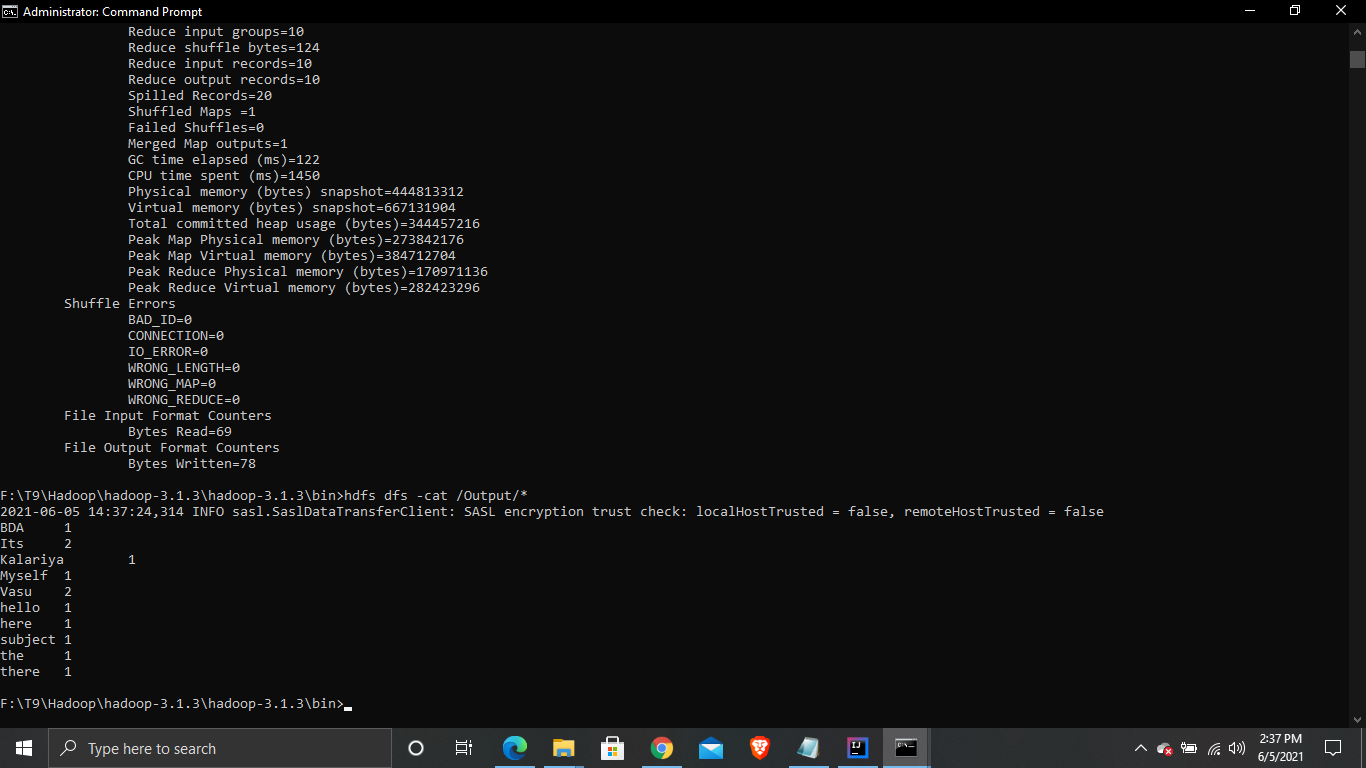 Administrator: Command Prompt
Reduce input groups=10
Reduce shuffle bytes=124
Reduce input records=10
Reduce output records=10
Spilled Records=20
Shuffled Maps =1
Failed Shuffles=0
Merged Map outputs=1
GC time elapsed (ms)=122
CPU time spent (ms)=1450
Physical memory (bytes) snapshot=444813312
Virtual memory (bytes) snapshot=667131904
Total committed heap usage (bytes)=344457216
Peak Map Physical memory (bytes)=273842176
Peak Map Virtual memory (bytes)=384712704
Peak Reduce Physical memory (bytes)=170971136
Peak Reduce Virtual memory (bytes)=282423296
Shuffle Errors
BAD_ID=0
CONNECTION=0
IO_ERROR=0
WRONG_LENGTH=0
WRONG_MAP=0
WRONG_REDUCE=0
File Input Format Counters
Bytes Read=69
File Output Format Counters
Bytes Written=78
F:\T9\Hadoop\hadoop-3.1.3\hadoop-3.1.3\bin>hdfs dfs -cat /Output/*
2021-06-05 14:37:24,314 INFO sasl.SaslDataTransferClient: SASL encryption trust check: localHostTrusted = false, remoteHostTrusted = false
BDA 1
Its 2
Kalariya 1
Myself 1
Vasu 2
hello 1
here 1
subject 1
the 1
there 1
F:\T9\Hadoop\hadoop-3.1.3\hadoop-3.1.3\bin>
Type here to search
2:37 PM
6/5/2021